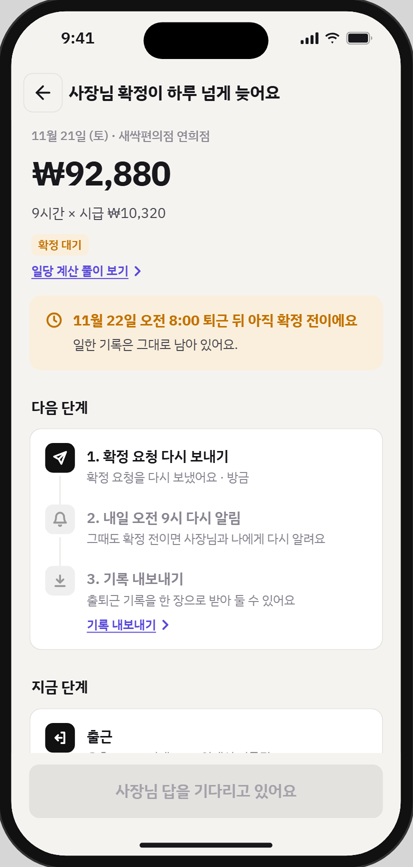 9:41
사장님 확정이 하루 넘게 늦어요
11월 21일 (토) · 새싹편의점 연희점
₩92,880
9시간 × 시급 ₩10,320
확정 대기
일당 계산 풀이 보기
11월 22일 오전 8:00 퇴근 뒤 아직 확정 전이에요
일한 기록은 그대로 남아 있어요.
다음 단계
1. 확정 요청 다시 보내기
확정 요청을 다시 보냈어요 · 방금
2. 내일 오전 9시 다시 알림
그때도 확정 전이면 사장님과 나에게 다시 알려요
3. 기록 내보내기
출퇴근 기록을 한 장으로 받아 둘 수 있어요
기록 내보내기
지금 단계
출근
사장님 답을 기다리고 있어요